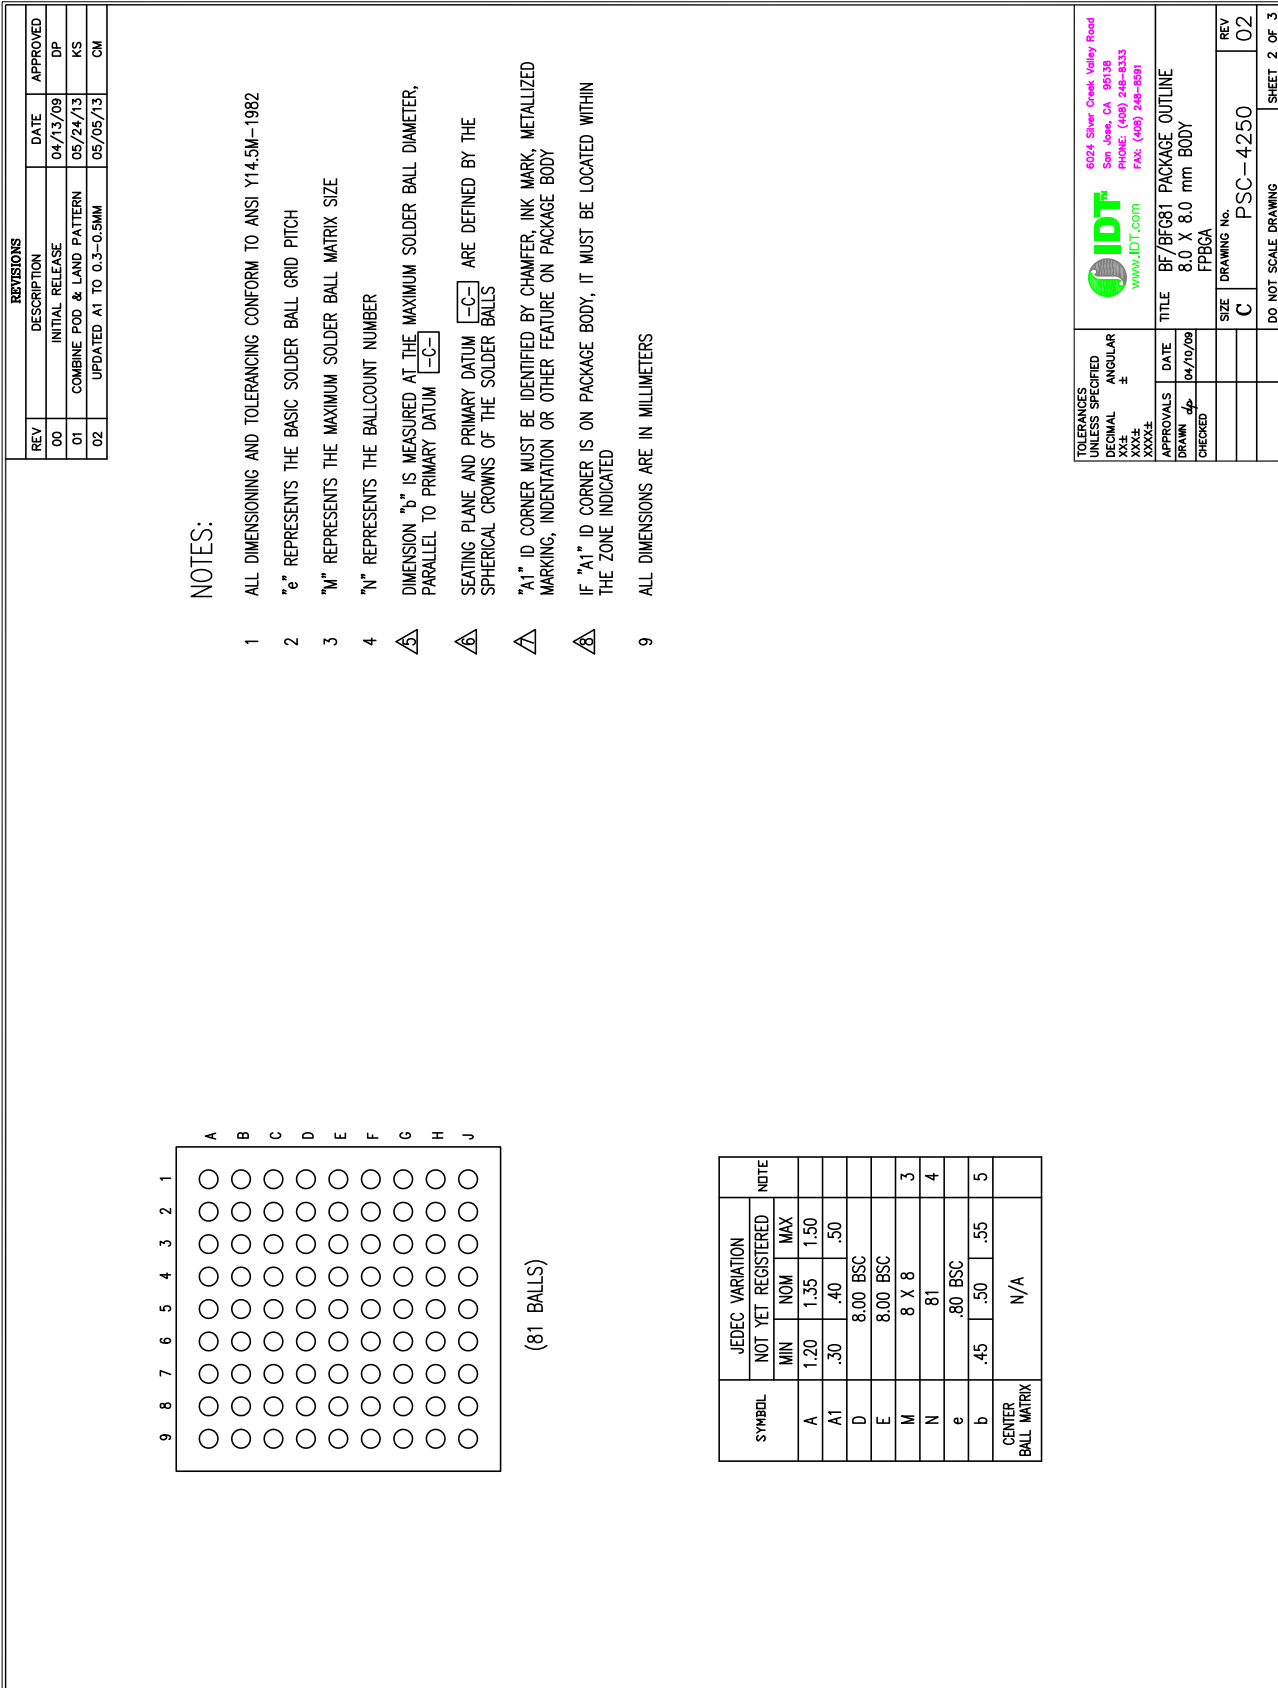 REVISIONS
REV DESCRIPTION DATE APPROVED
00 INITIAL RELEASE 04/13/09 DP
01 COMBINE POD & LAND PATTERN 05/24/13 KS
02 UPDATED A1 TO 0.3-0.5MM 05/05/13 CM
NOTES:
1 ALL DIMENSIONING AND TOLERANCING CONFORM TO ANSI Y14.5M-1982
2 "e" REPRESENTS THE BASIC SOLDER BALL GRID PITCH
3 "M" REPRESENTS THE MAXIMUM SOLDER BALL MATRIX SIZE
4 "N" REPRESENTS THE BALLCOUNT NUMBER
5 DIMENSION "b" IS MEASURED AT THE MAXIMUM SOLDER BALL DIAMETER,
PARALLEL TO PRIMARY DATUM -C-
6 SEATING PLANE AND PRIMARY DATUM -C- ARE DEFINED BY THE
SPHERICAL CROWNS OF THE SOLDER BALLS
7 "A1" ID CORNER MUST BE IDENTIFIED BY CHAMFER, INK MARK, METALLIZED
MARKING, INDENTATION OR OTHER FEATURE ON PACKAGE BODY
8 IF "A1" ID CORNER IS ON PACKAGE BODY, IT MUST BE LOCATED WITHIN
THE ZONE INDICATED
9 ALL DIMENSIONS ARE IN MILLIMETERS
9 8 7 6 5 4 3 2 1
A
B
C
D
E
F
G
H
J
(81 BALLS)
SYMBOL JEDEC VARIATION NOTE
NOT YET REGISTERED
MIN NOM MAX
A 1.20 1.35 1.50
A1 .30 .40 .50
D 8.00 BSC
E 8.00 BSC
M 8 X 8 3
N 81 4
e .80 BSC
b .45 .50 .55 5
CENTER
BALL MATRIX N/A
TOLERANCES
UNLESS SPECIFIED
DECIMAL ANGULAR
XX± ±
XXX±
XXXX±
APPROVALS DATE
DRAWN dp 04/10/09
CHECKED
IDT™
www.IDT.com
6024 Silver Creek Valley Road
San Jose, CA 95138
PHONE: (408) 248-8333
FAX: (408) 248-8591
TITLE BF/BFG81 PACKAGE OUTLINE
8.0 X 8.0 mm BODY
FPBGA
SIZE DRAWING No. REV
C PSC-4250 02
DO NOT SCALE DRAWING SHEET 2 OF 3